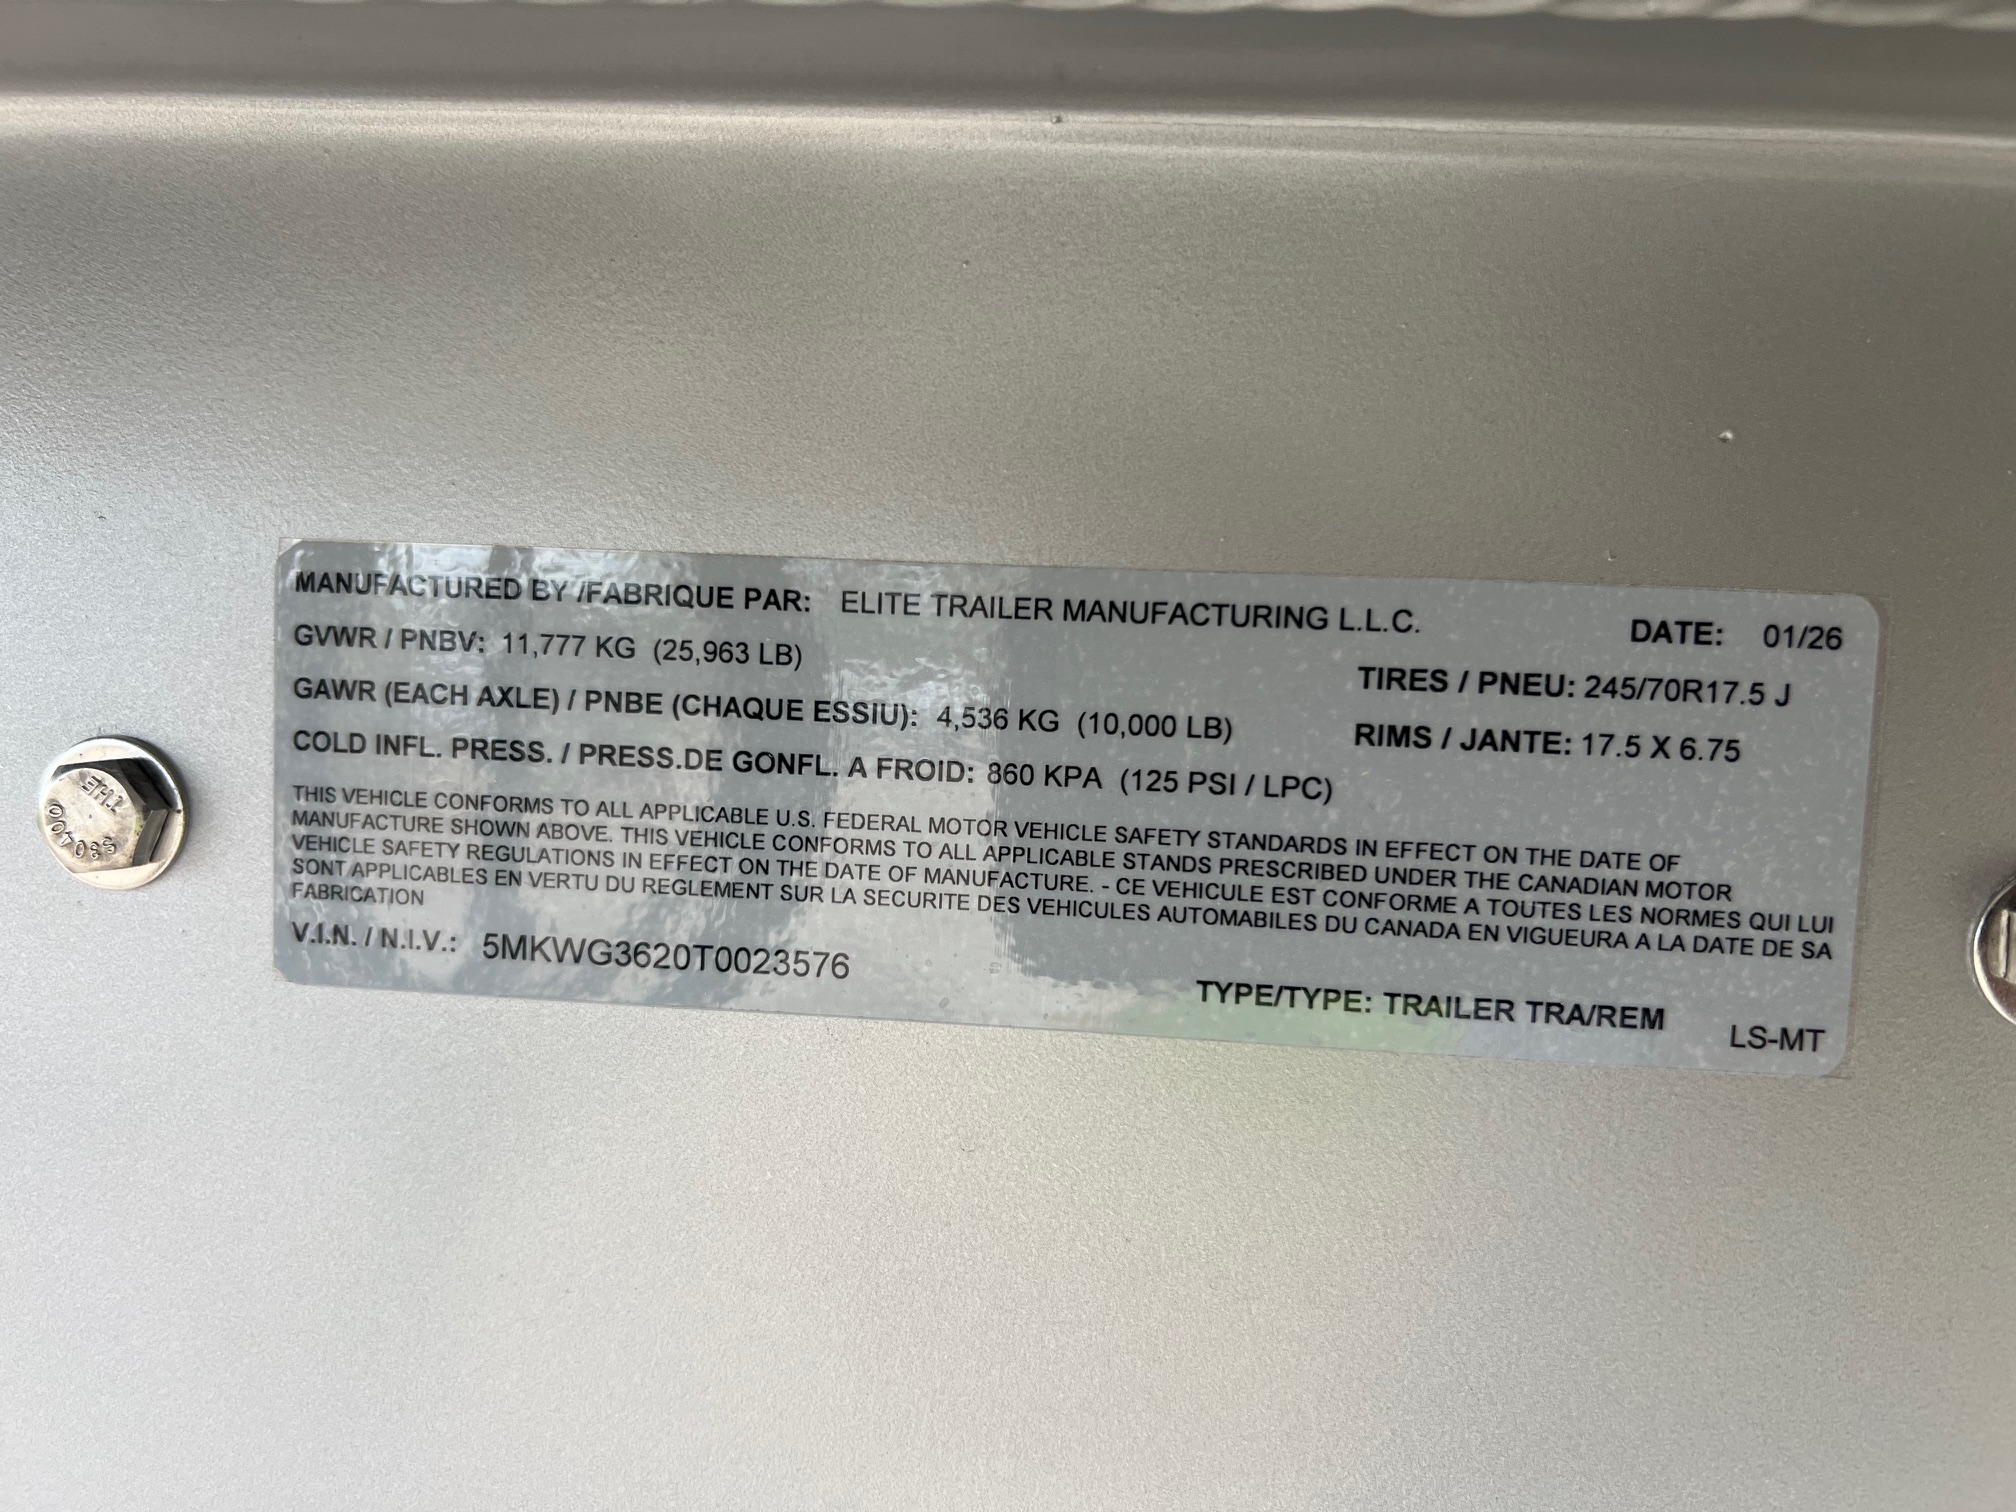 MANUFACTURED BY /FABRIQUE PAR: ELITE TRAILER MANUFACTURING L.L.C. DATE: 01/26
GVWR / PNBV: 11,777 KG (25,963 LB) TIRES / PNEU: 245/70R17.5 J
GAWR (EACH AXLE) / PNBE (CHAQUE ESSIU): 4,536 KG (10,000 LB) RIMS / JANTE: 17.5 X 6.75
COLD INFL. PRESS. / PRESS.DE GONFL. A FROID: 860 KPA (125 PSI / LPC)
THIS VEHICLE CONFORMS TO ALL APPLICABLE U.S. FEDERAL MOTOR VEHICLE SAFETY STANDARDS IN EFFECT ON THE DATE OF
MANUFACTURE SHOWN ABOVE. THIS VEHICLE CONFORMS TO ALL APPLICABLE STANDS PRESCRIBED UNDER THE CANADIAN MOTOR
VEHICLE SAFETY REGULATIONS IN EFFECT ON THE DATE OF MANUFACTURE. - CE VEHICULE EST CONFORME A TOUTES LES NORMES QUI LUI
SONT APPLICABLES EN VERTU DU REGLEMENT SUR LA SECURITE DES VEHICULES AUTOMABILES DU CANADA EN VIGUEURA A LA DATE DE SA
FABRICATION
V.I.N. / N.I.V.: 5MKWG3620T0023576 TYPE/TYPE: TRAILER TRA/REM LS-MT
THE
S30400